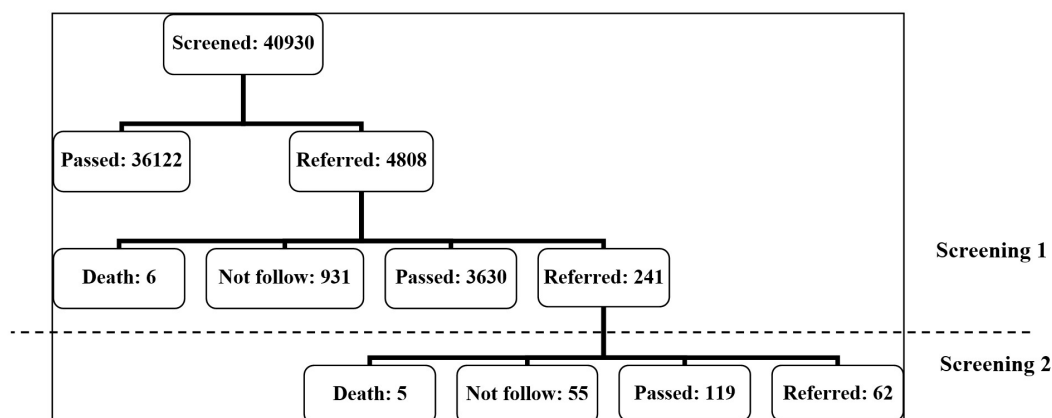 Screened: 40930
Passed: 36122
Referred: 4808
Death: 6
Not follow: 931
Passed: 3630
Referred: 241
Screening 1
Screening 2
Death: 5
Not follow: 55
Passed: 119
Referred: 62